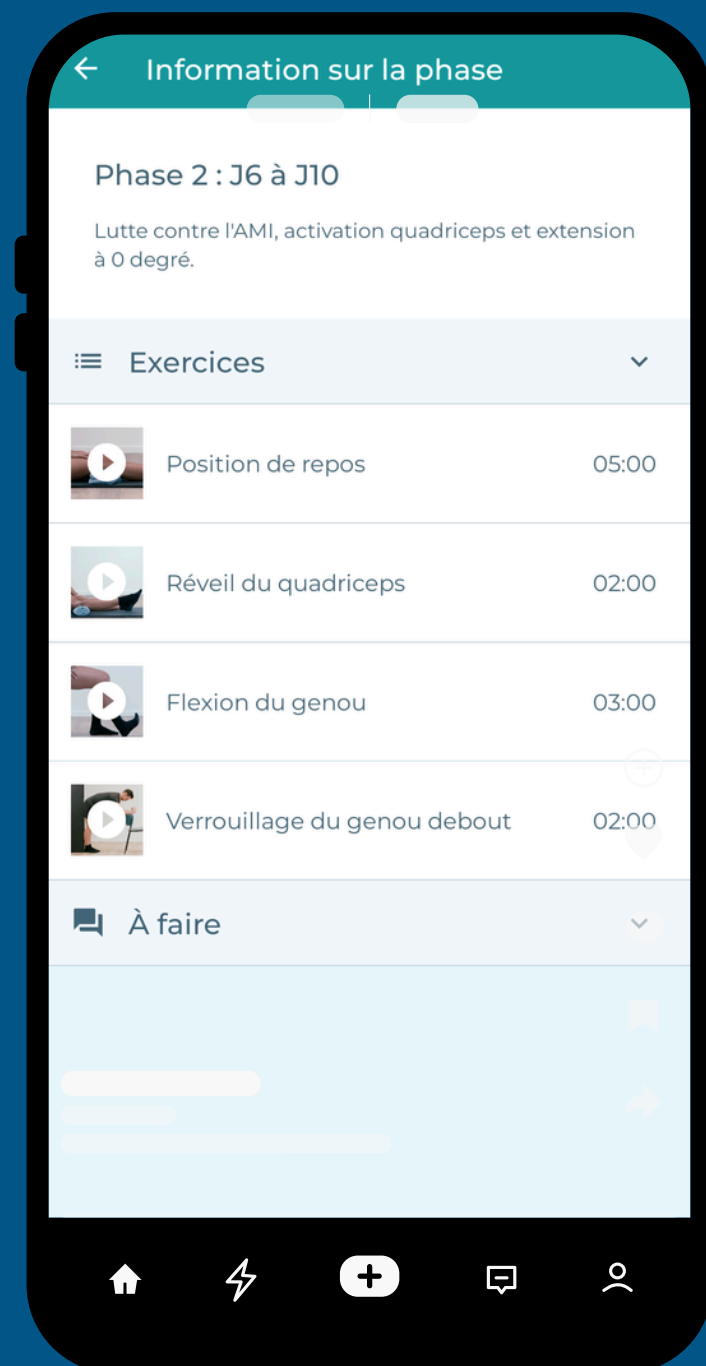 Information sur la phase
Phase 2 : J6 à J10
Lutte contre l'AMI, activation quadriceps et extension
à 0 degré.
Exercices
Position de repos 05:00
Réveil du quadriceps 02:00
Flexion du genou 03:00
Verrouillage du genou debout 02:00
À faire